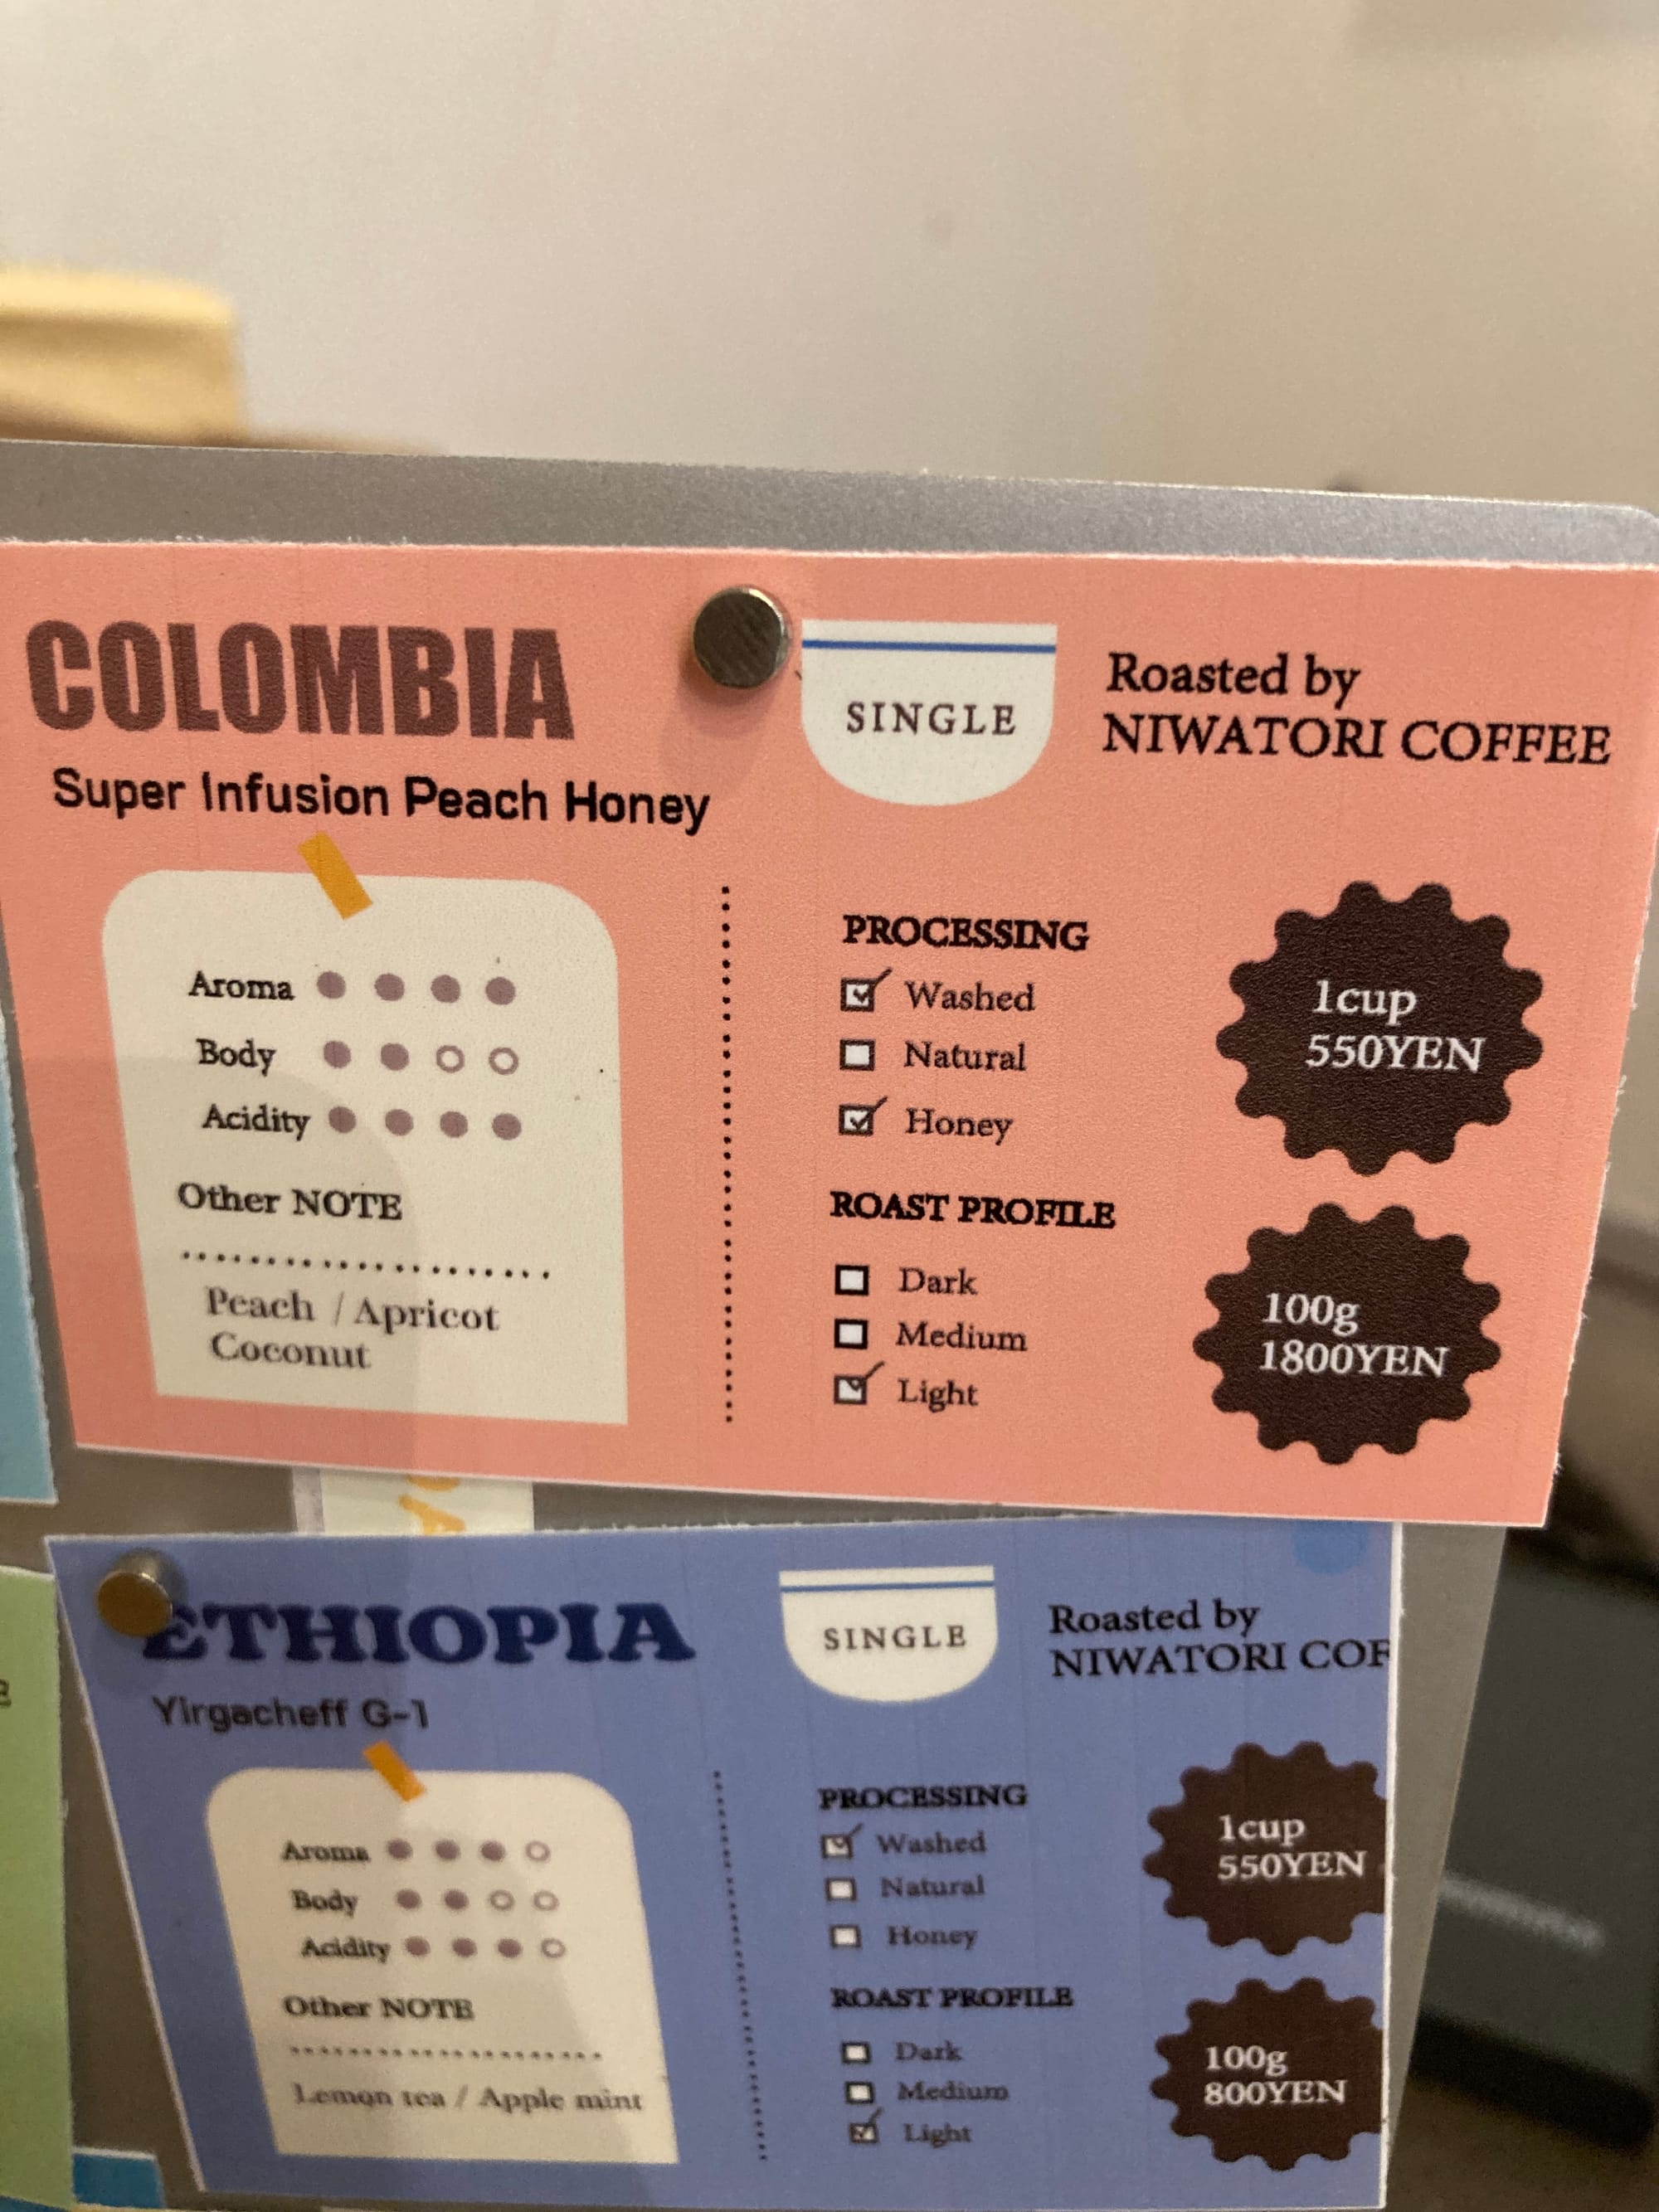 COLOMBIA
Super Infusion Peach Honey
SINGLE
Roasted by
NIWATORI COFFEE
Aroma
Body
Acidity
Other NOTE
Peach / Apricot
Coconut
PROCESSING
Washed
Natural
Honey
ROAST PROFILE
Dark
Medium
Light
1cup
550YEN
100g
1800YEN
ETHIOPIA
Yirgacheff G-1
SINGLE
Roasted by
NIWATORI COF
Aroma
Body
Acidity
Other NOTE
Lemon tea / Apple mint
PROCESSING
Washed
Natural
Honey
ROAST PROFILE
Dark
Medium
Light
1cup
550YEN
100g
800YEN